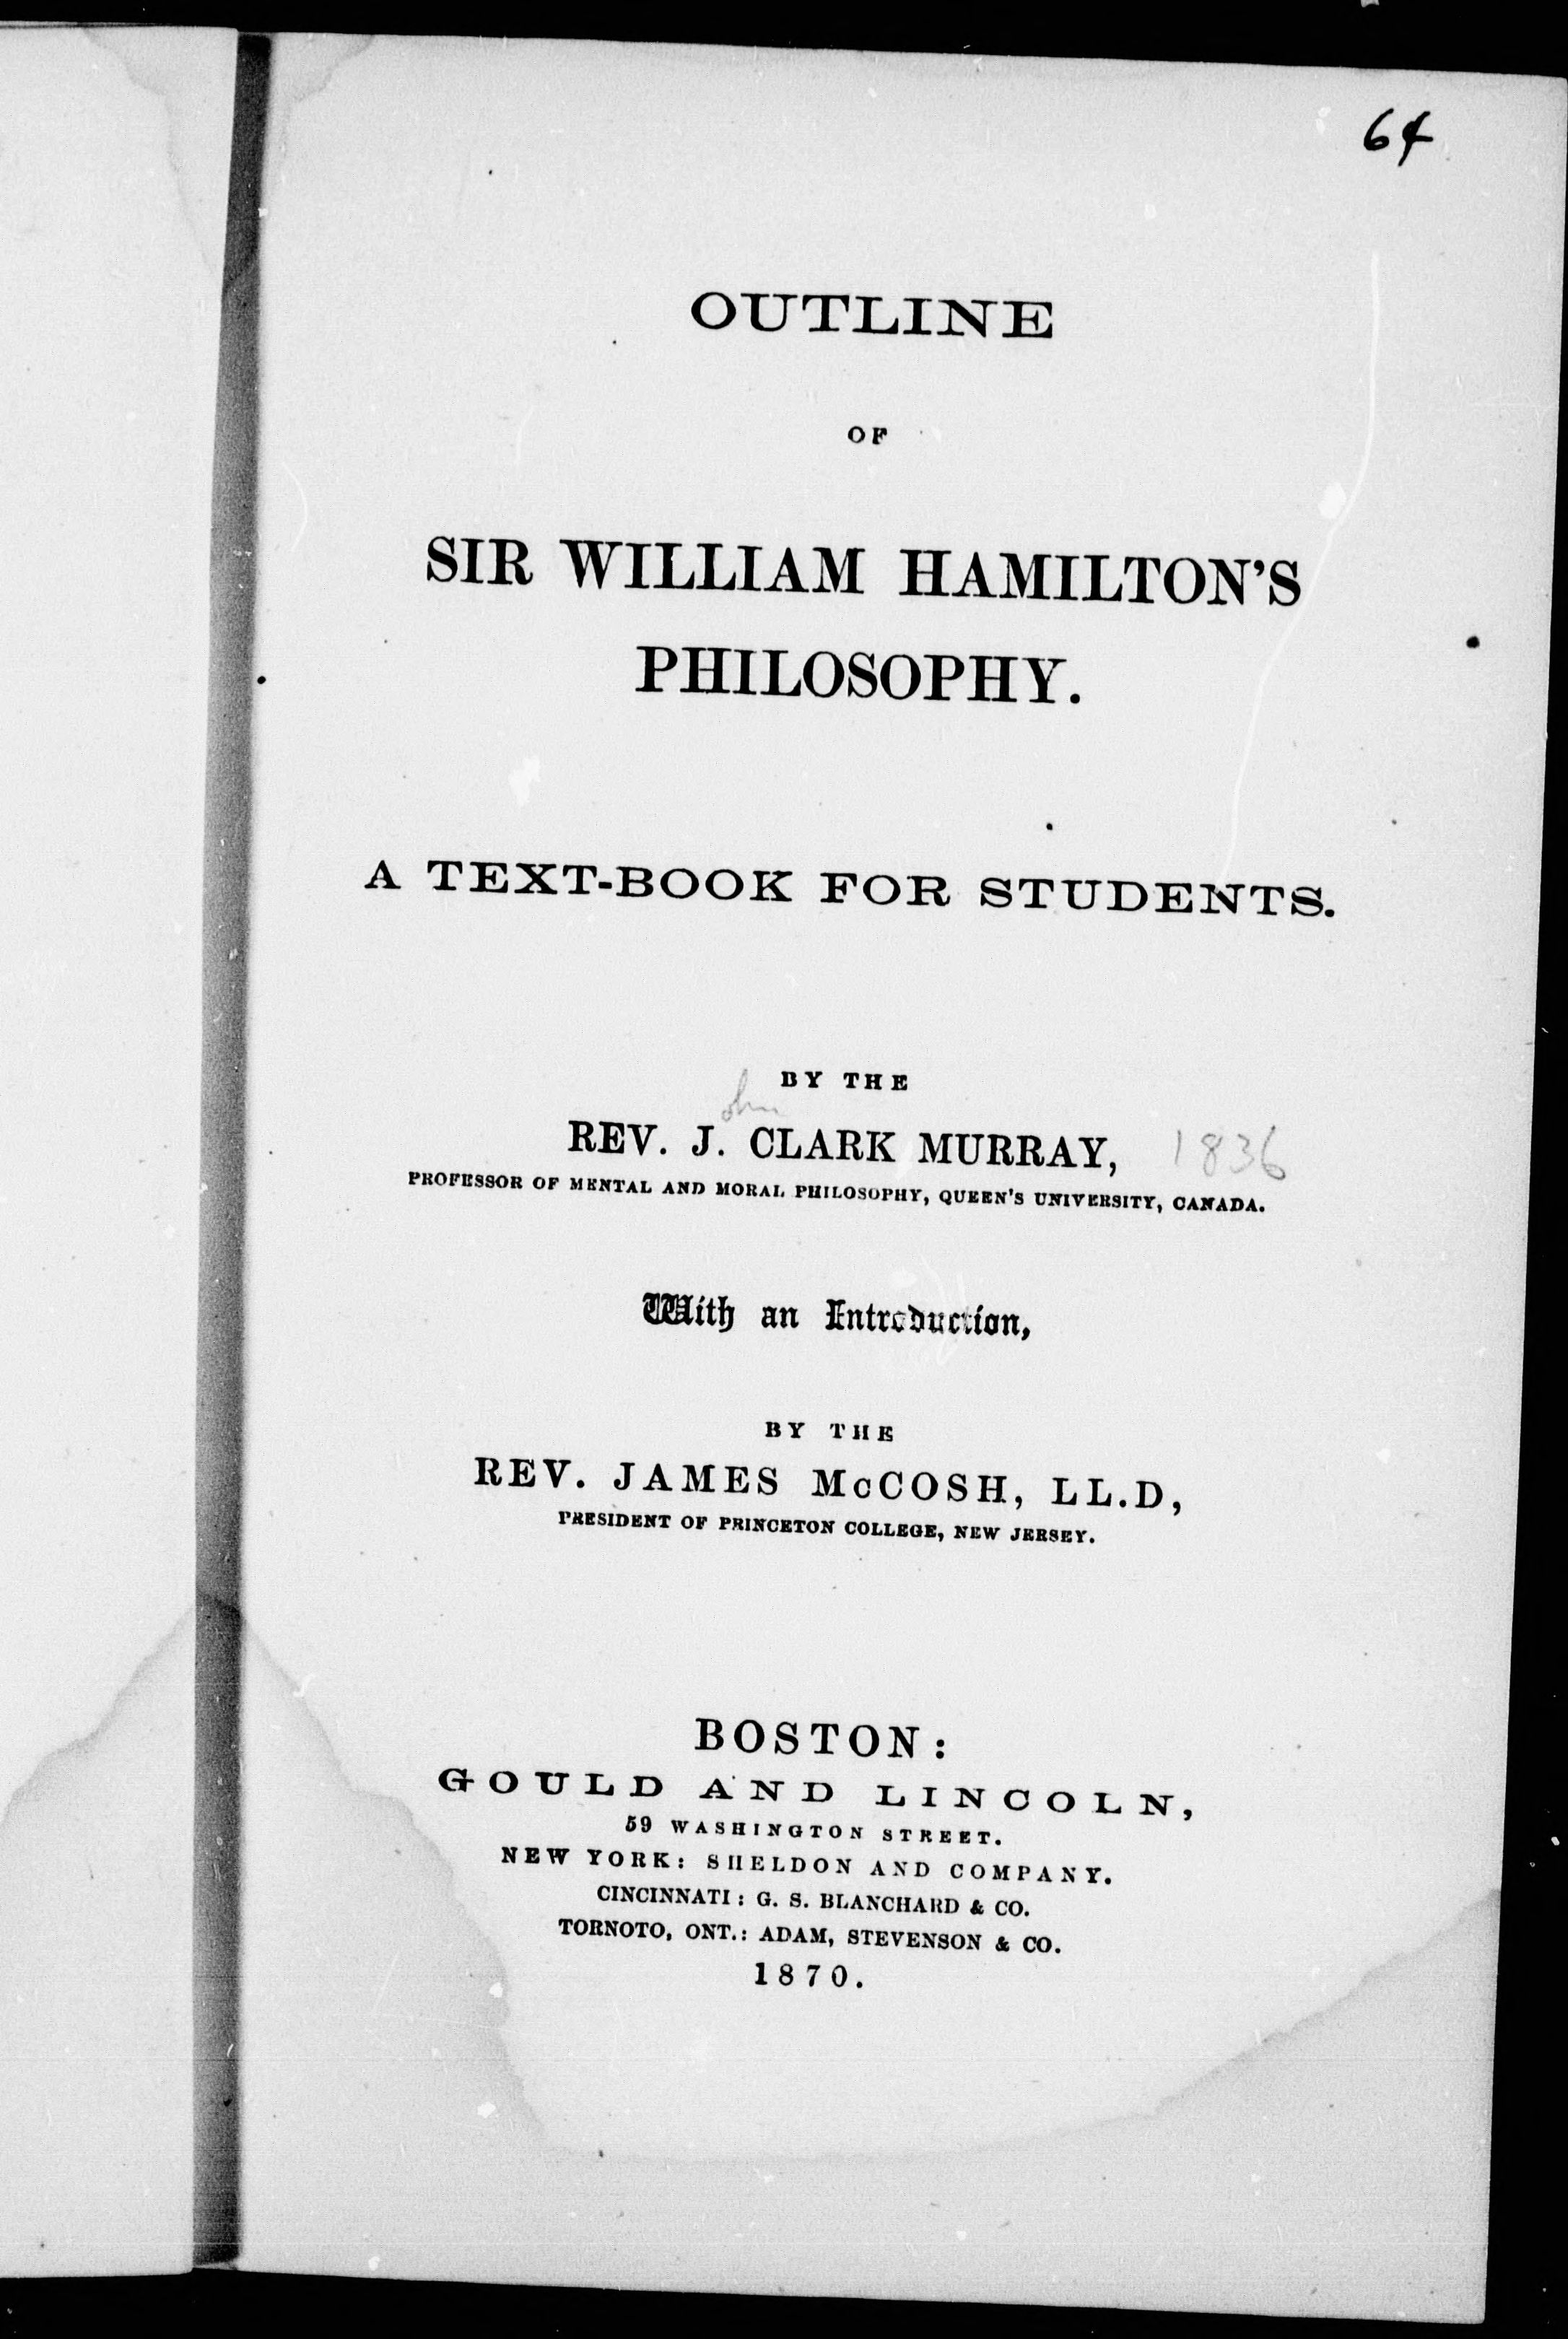 64
OUTLINE
OF
SIR WILLIAM HAMILTON'S
PHILOSOPHY.
A TEXT-BOOK FOR STUDENTS.
BY THE
ohn
REV. J. CLARK MURRAY, 1836
PROFESSOR OF MENTAL AND MORAL PHILOSOPHY, QUEEN'S UNIVERSITY, CANADA.
With an Introduction,
BY THE
REV. JAMES McCOSH, LL.D,
PRESIDENT OF PRINCETON COLLEGE, NEW JERSEY.
BOSTON:
GOULD AND LINCOLN,
59 WASHINGTON STREET.
NEW YORK: SHELDON AND COMPANY.
CINCINNATI: G. S. BLANCHARD & CO.
TORNOTO, ONT.: ADAM, STEVENSON & CO.
1870.